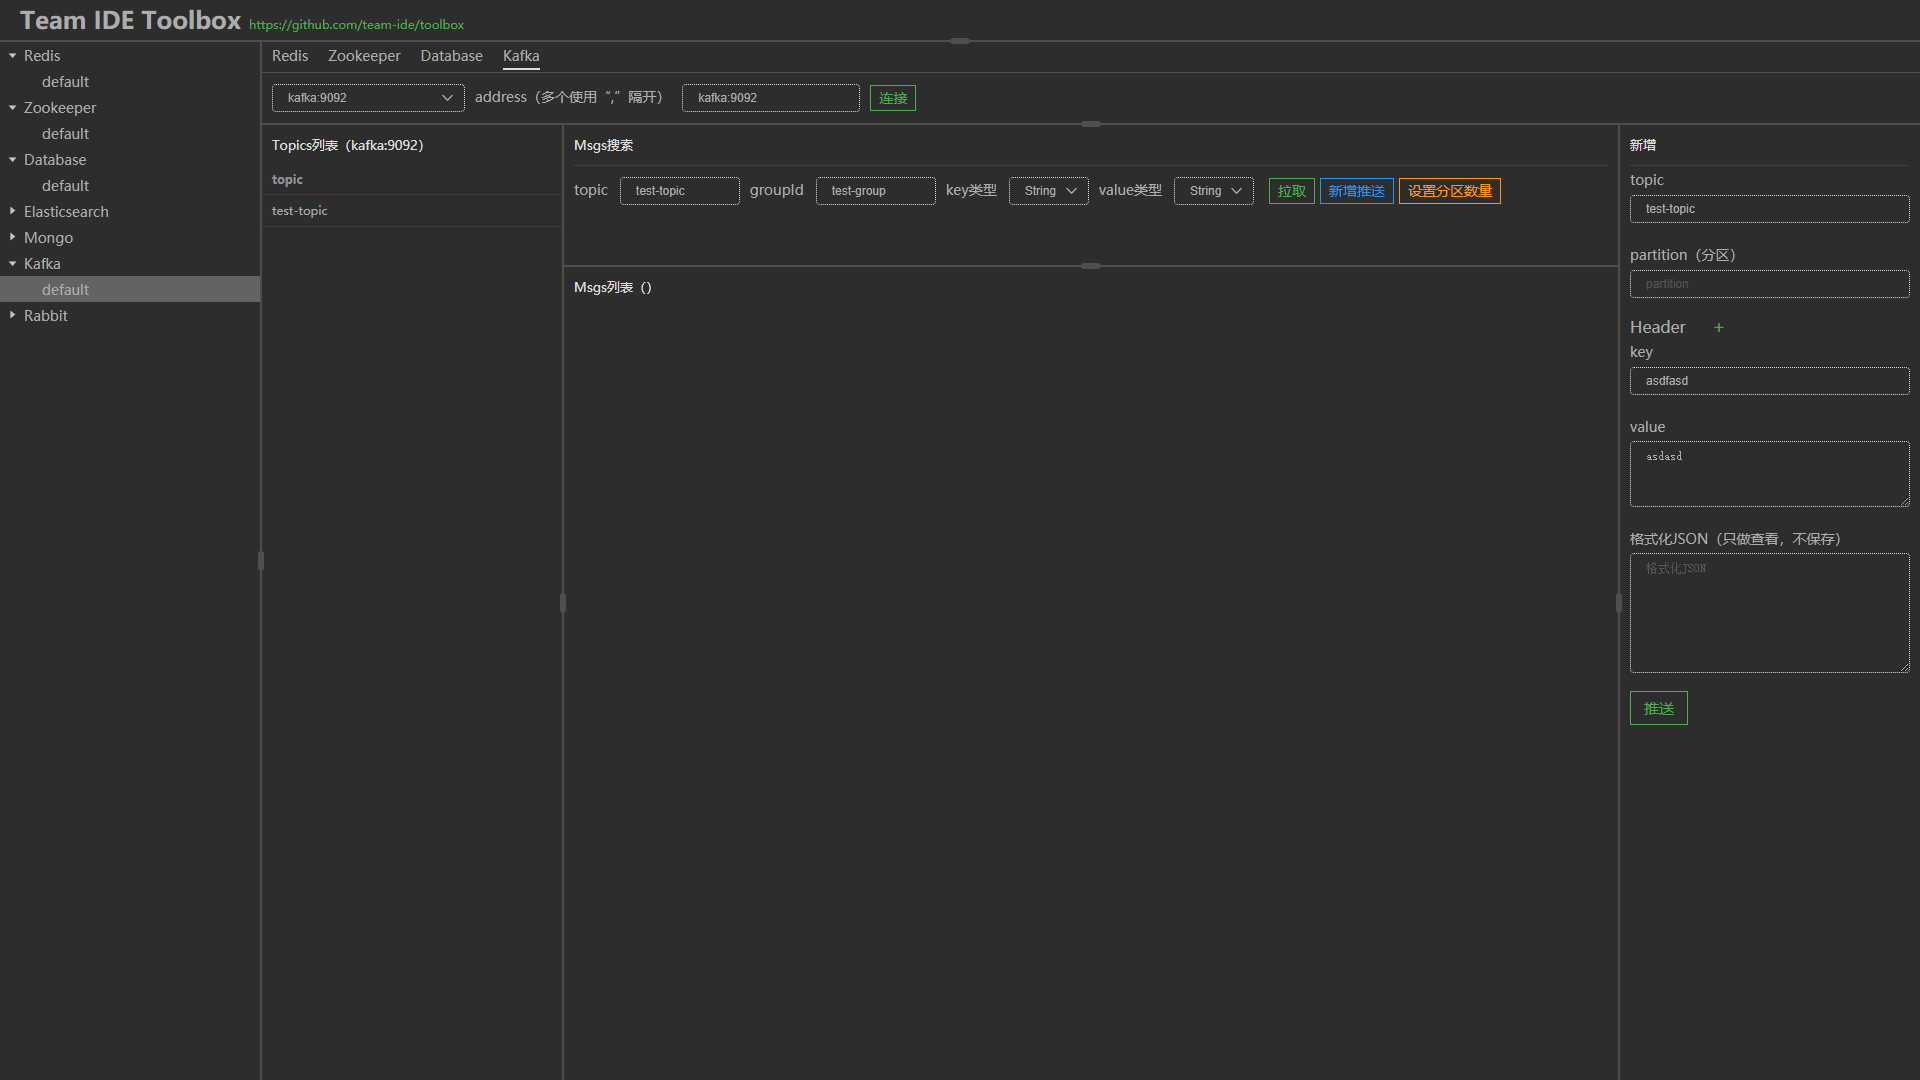 Team IDE Toolbox https://github.com/team-ide/toolbox
Redis
default
Zookeeper
default
Database
default
Elasticsearch
Mongo
Kafka
default
Rabbit
Redis Zookeeper Database Kafka
kafka:9092 address（多个使用“,”隔开） kafka:9092 连接
Topics列表（kafka:9092）
topic
test-topic
Msgs搜索
topic test-topic groupId test-group key类型 String value类型 String 拉取 新增推送 设置分区数量
Msgs列表（）
新增
topic
test-topic
partition（分区）
partition
Header +
key
asdfasd
value
asdasd
格式化JSON（只做查看，不保存）
格式化JSON
推送